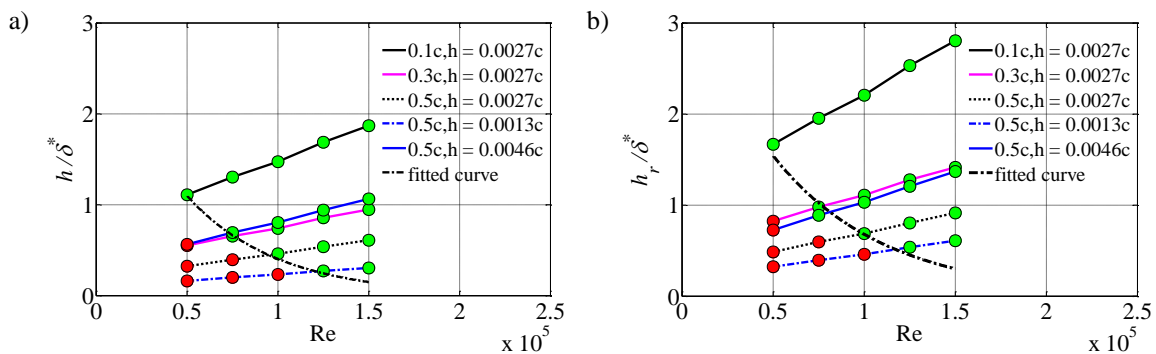 a)
h/δ*
3
2
1
0
0 0.5 1 1.5 2 2.5
Re
x 10^5
0.1c,h = 0.0027c
0.3c,h = 0.0027c
0.5c,h = 0.0027c
0.5c,h = 0.0013c
0.5c,h = 0.0046c
fitted curve
b)
h_r/δ*
3
2
1
0
0 0.5 1 1.5 2 2.5
Re
x 10^5
0.1c,h = 0.0027c
0.3c,h = 0.0027c
0.5c,h = 0.0027c
0.5c,h = 0.0013c
0.5c,h = 0.0046c
fitted curve